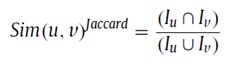 Sim(u, v)^Jaccard = (I_u ∩ I_v) / (I_u ∪ I_v)